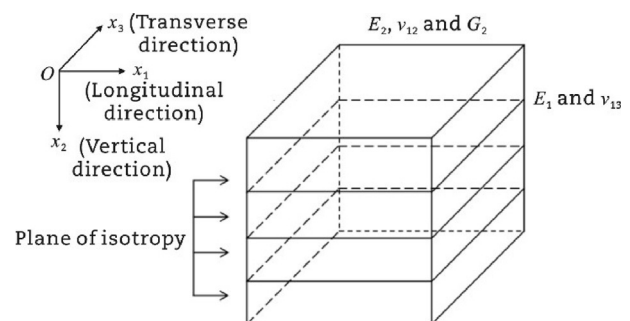 x3 (Transverse
direction)
O
x1
(Longitudinal
direction)
x2
(Vertical
direction)
E2, ν12 and G2
E1 and ν13
Plane of isotropy